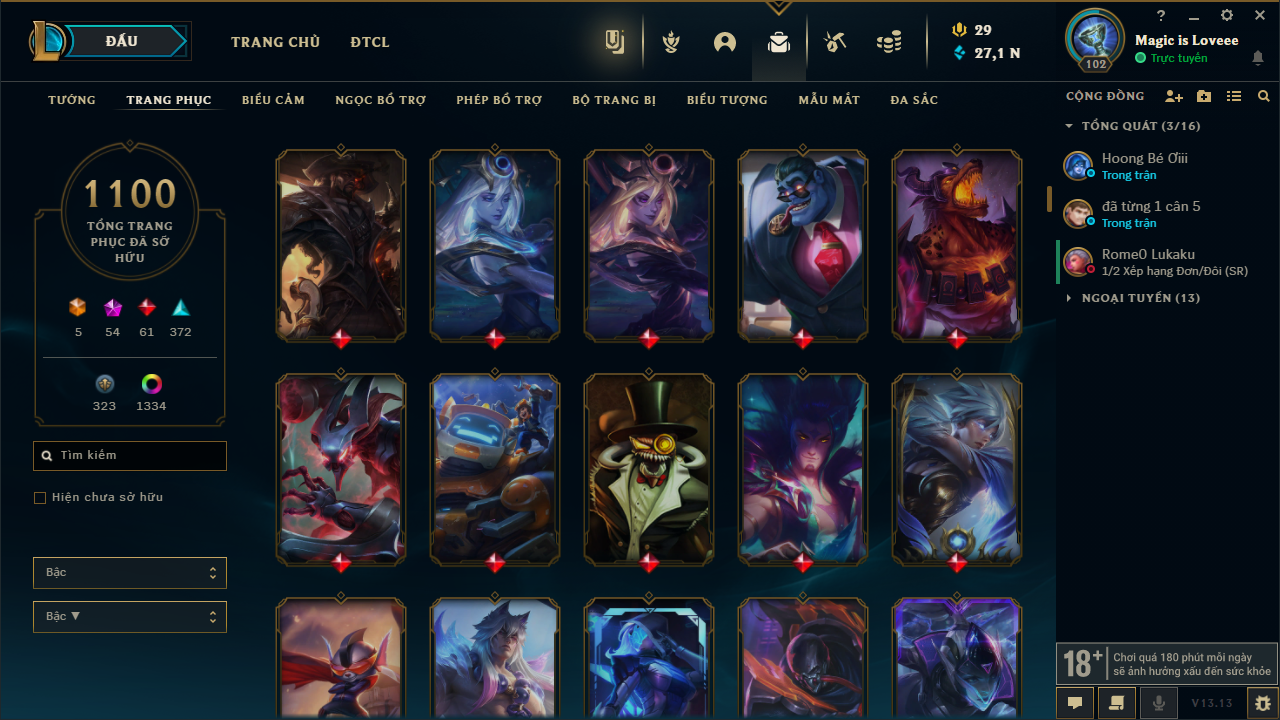 ĐẤU
TRANG CHỦ
ĐTCL
29
27,1 N
?
102
Magic is Loveee
Trực tuyến
TƯỚNG
TRANG PHỤC
BIỂU CẢM
NGỌC BỔ TRỢ
PHÉP BỔ TRỢ
BỘ TRANG BỊ
BIỂU TƯỢNG
MẪU MẮT
ĐA SẮC
1100
TỔNG TRANG
PHỤC ĐÃ SỞ
HỮU
5
54
61
372
323
1334
Tìm kiếm
Hiện chưa sở hữu
Bậc
Bậc ▼
CỘNG ĐỒNG
TỔNG QUÁT (3/16)
Hoong Bé Ơiii
Trong trận
đã từng 1 cân 5
Trong trận
Rome0 Lukaku
1/2 Xếp hạng Đơn/Đôi (SR)
NGOẠI TUYẾN (13)
18+
Chơi quá 180 phút mỗi ngày
sẽ ảnh hưởng xấu đến sức khỏe
V13.13